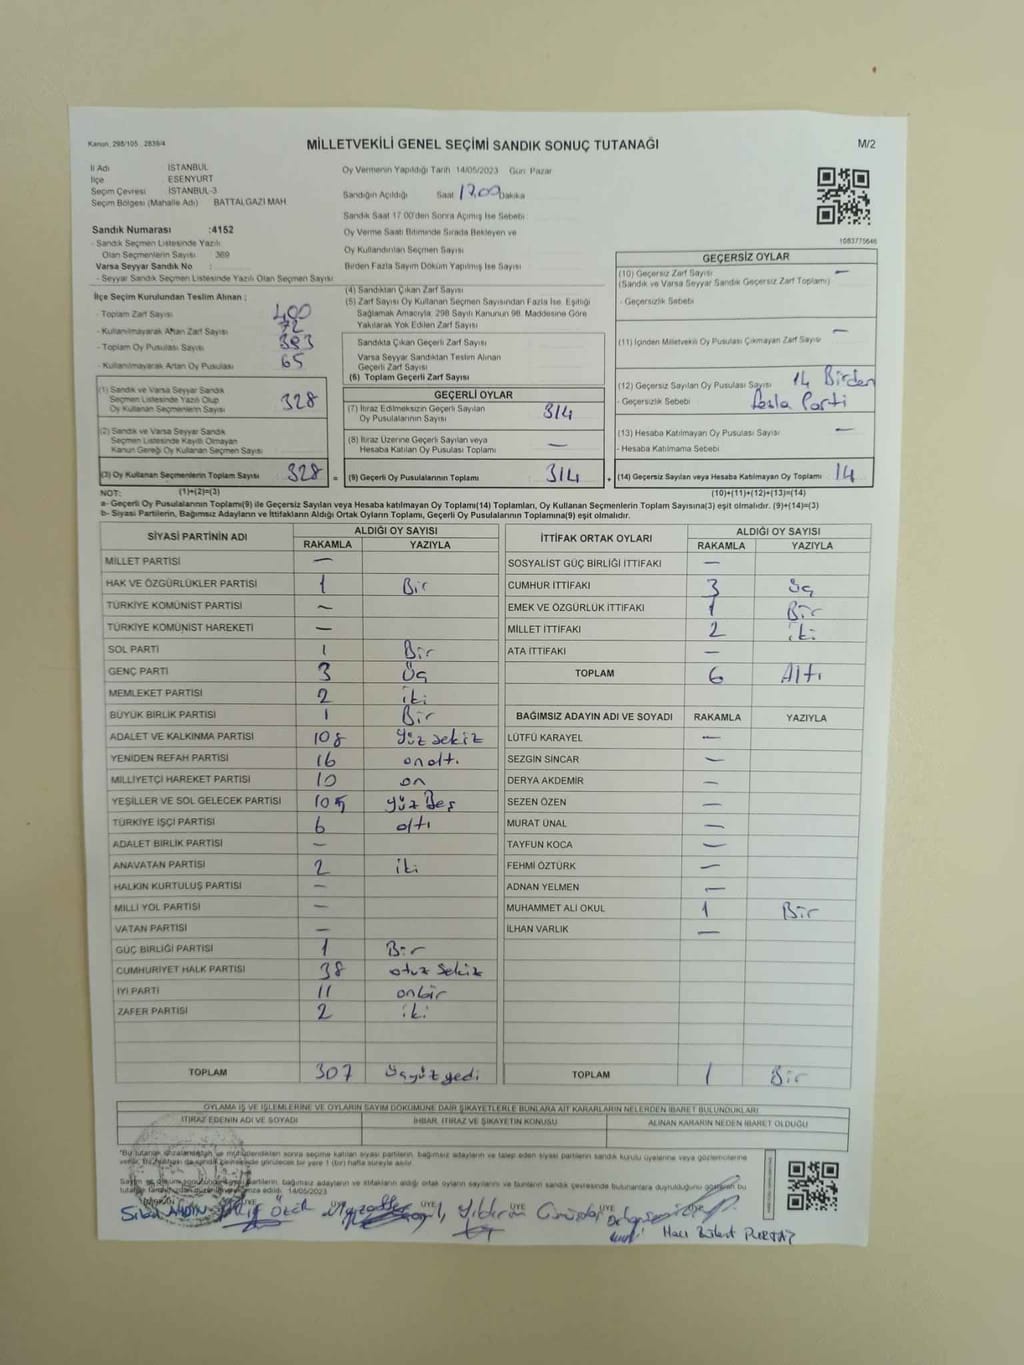 Kanun, 298/105 , 2839/4
MİLLETVEKİLİ GENEL SEÇİMİ SANDIK SONUÇ TUTANAĞI
M/2
İl Adı İSTANBUL
İlçe ESENYURT
Seçim Çevresi İSTANBUL-3
Seçim Bölgesi (Mahalle Adı) BATTALGAZİ MAH
Sandık Numarası :4152
- Sandık Seçmen Listesinde Yazılı
Olan Seçmenlerin Sayısı 369
Varsa Seyyar Sandık No :
- Seyyar Sandık Seçmen Listesinde Yazılı Olan Seçmen Sayısı
Oy Vermenin Yapıldığı Tarih 14/05/2023 Gün Pazar
Sandığın Açıldığı Saat 17.00 Dakika
Sandık Saat 17 00'den Sonra Açmış İse Sebebi
Oy Verme Saati Bitiminde Sırada Bekleyen ve
Oy Kullandırılan Seçmen Sayısı
Birden Fazla Sayım Döküm Yapılmış İse Sayısı
1083775646
İlçe Seçim Kurulundan Teslim Alınan :
- Toplam Zarf Sayısı 400
- Kullanılmayarak Artan Zarf Sayısı 72
- Toplam Oy Pusulası Sayısı 393
- Kullanılmayarak Artan Oy Pusulası 65
(1) Sandık ve Varsa Seyyar Sandık
Seçmen Listesinde Yazılı Olup
Oy Kullanan Seçmenlerin Sayısı 328
(2) Sandık ve Varsa Seyyar Sandık
Seçmen Listesinde Kayıtlı Olmayan
Kanun Gereği Oy Kullanan Seçmen Sayısı
(3) Oy Kullanan Seçmenlerin Toplam Sayısı 328 =
(4) Sandıktan Çıkan Zarf Sayısı
(5) Zarf Sayısı Oy Kullanan Seçmen Sayısından Fazla İse, Eşitliği
Sağlamak Amacıyla, 298 Sayılı Kanunun 98. Maddesine Göre
Yakılarak Yok Edilen Zarf Sayısı
Sandıkta Çıkan Geçerli Zarf Sayısı
Varsa Seyyar Sandıktan Teslim Alınan
Geçerli Zarf Sayısı
(6) Toplam Geçerli Zarf Sayısı
GEÇERLİ OYLAR
(7) İtiraz Edilmeksizin Geçerli Sayılan
Oy Pusulalarının Sayısı 314
(8) İtiraz Üzerine Geçerli Sayılan veya
Hesaba Katılan Oy Pusulası Toplamı —
(9) Geçerli Oy Pusulalarının Toplamı 314 +
GEÇERSİZ OYLAR
(10) Geçersiz Zarf Sayısı —
(Sandık ve Varsa Seyyar Sandık Geçersiz Zarf Toplamı)
- Geçersizlik Sebebi
(11) İçinden Milletvekili Oy Pusulası Çıkmayan Zarf Sayısı —
(12) Geçersiz Sayılan Oy Pusulası Sayısı 14 Birden
- Geçersizlik Sebebi Fazla Parti
(13) Hesaba Katılmayan Oy Pusulası Sayısı —
- Hesaba Katılmama Sebebi
(14) Geçersiz Sayılan veya Hesaba Katılmayan Oy Toplamı 14
NOT: (1)+(2)=(3) (10)+(11)+(12)+(13)=(14)
a- Geçerli Oy Pusulalarının Toplamı(9) ile Geçersiz Sayılan veya Hesaba katılmayan Oy Toplamı(14) Toplamları, Oy Kullanan Seçmenlerin Toplam Sayısına(3) eşit olmalıdır. (9)+(14)=(3)
b- Siyasi Partilerin, Bağımsız Adayların ve İttifakların Aldığı Ortak Oyların Toplamı, Geçerli Oy Pusulalarının Toplamına(9) eşit olmalıdır.
SİYASİ PARTİNİN ADI ALDIĞI OY SAYISI
RAKAMLA YAZIYLA
MİLLET PARTİSİ —
HAK VE ÖZGÜRLÜKLER PARTİSİ 1 Bir
TÜRKİYE KOMÜNİST PARTİSİ —
TÜRKİYE KOMÜNİST HAREKETİ —
SOL PARTİ 1 Bir
GENÇ PARTİ 3 Üç
MEMLEKET PARTİSİ 2 iki
BÜYÜK BİRLİK PARTİSİ 1 Bir
ADALET VE KALKINMA PARTİSİ 108 Yüz sekiz
YENİDEN REFAH PARTİSİ 16 onaltı
MİLLİYETÇİ HAREKET PARTİSİ 10 on
YEŞİLLER VE SOL GELECEK PARTİSİ 105 yüz Beş
TÜRKİYE İŞÇİ PARTİSİ 6 altı
ADALET BİRLİK PARTİSİ —
ANAVATAN PARTİSİ 2 iki
HALKIN KURTULUŞ PARTİSİ —
MİLLİ YOL PARTİSİ —
VATAN PARTİSİ —
GÜÇ BİRLİĞİ PARTİSİ 1 Bir
CUMHURİYET HALK PARTİSİ 38 otuz Sekiz
İYİ PARTİ 11 onbir
ZAFER PARTİSİ 2 iki
TOPLAM 307 üçyüz yedi
İTTİFAK ORTAK OYLARI ALDIĞI OY SAYISI
RAKAMLA YAZIYLA
SOSYALİST GÜÇ BİRLİĞİ İTTİFAKI —
CUMHUR İTTİFAKI 3 üç
EMEK VE ÖZGÜRLÜK İTTİFAKI 1 Bir
MİLLET İTTİFAKI 2 iki
ATA İTTİFAKI —
TOPLAM 6 Altı
BAĞIMSIZ ADAYIN ADI VE SOYADI RAKAMLA YAZIYLA
LÜTFÜ KARAYEL —
SEZGİN SİNCAR —
DERYA AKDEMİR —
SEZEN ÖZEN —
MURAT ÜNAL —
TAYFUN KOCA —
FEHMİ ÖZTÜRK —
ADNAN YELMEN —
MUHAMMET ALİ OKUL 1 Bir
İLHAN VARLIK —
TOPLAM 1 Bir
OYLAMA İŞ VE İŞLEMLERİNE VE OYLARIN SAYIM DÖKÜMÜNE DAİR ŞİKAYETLERLE BUNLARA AİT KARARLARIN NELERDEN İBARET BULUNDUKLARI
İTİRAZ EDENİN ADI VE SOYADI İHBAR, İTİRAZ VE ŞİKAYETİN KONUSU ALINAN KARARIN NEDEN İBARET OLDUĞU
"Bu tutanak imzalandıktan ve mühürlendikten sonra seçime katılan siyasi partilerin, bağımsız adayların ve talep eden siyasi partilerin sandık kurulu üyelerine veya gözlemcilerine
görülecek bir yere 1 (bir) hafta süreyle asılır.
partilerin, bağımsız adayların ve ittifakların aldığı ortak oyların sayılarını ve bunların sandık çevresinde bulunanlara duyrulduğunu gösteren bu
14/05/2023
ÜYE ÜYE
Yıldırım
Hacı Bülent